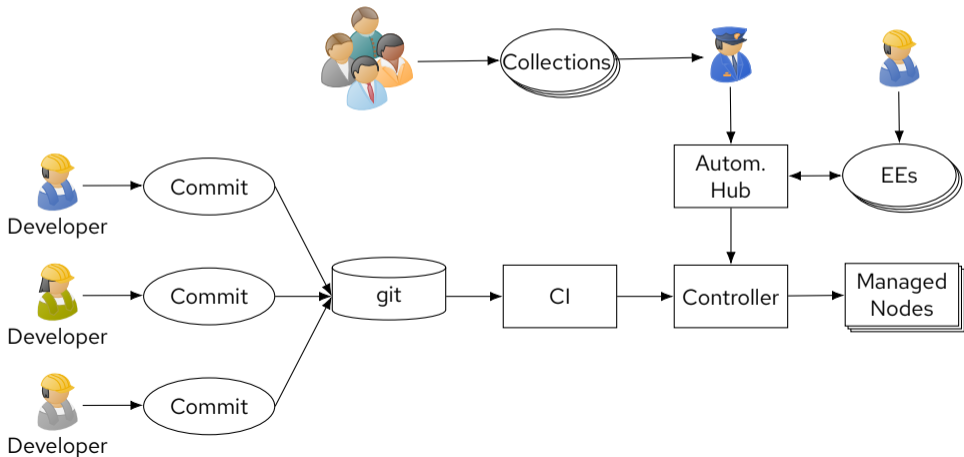 Collections
Autom.
Hub
EEs
Developer
Commit
Developer
Commit
git
CI
Controller
Managed
Nodes
Developer
Commit